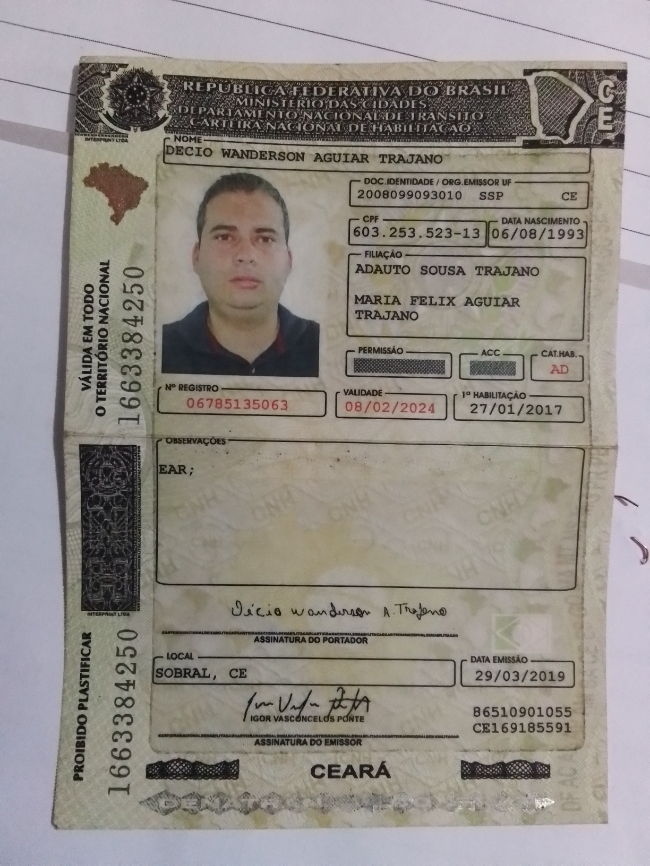 REPÚBLICA FEDERATIVA DO BRASIL
MINISTÉRIO DAS CIDADES
DEPARTAMENTO NACIONAL DE TRÂNSITO
CARTEIRA NACIONAL DE HABILITAÇÃO
CE
INTERPRINT LTDA
NOME
DECIO WANDERSON AGUIAR TRAJANO
DOC IDENTIDADE / ORG. EMISSOR UF
2008099093010 SSP CE
CPF
603.253.523-13
DATA NASCIMENTO
06/08/1993
FILIAÇÃO
ADAUTO SOUSA TRAJANO
MARIA FELIX AGUIAR
TRAJANO
PERMISSÃO
ACC
CAT. HAB.
AD
Nº REGISTRO
06785135063
VALIDADE
08/02/2024
1ª HABILITAÇÃO
27/01/2017
VÁLIDA EM TODO
O TERRITÓRIO NACIONAL
1663384250
OBSERVAÇÕES
EAR;
INTERPRINT LTDA
Décio Wanderson A. Trajano
ASSINATURA DO PORTADOR
LOCAL
SOBRAL, CE
DATA EMISSÃO
29/03/2019
IGOR VASCONCELOS PONTE
ASSINATURA DO EMISSOR
86510901055
CE169185591
PROIBIDO PLASTIFICAR
1663384250
CEARÁ